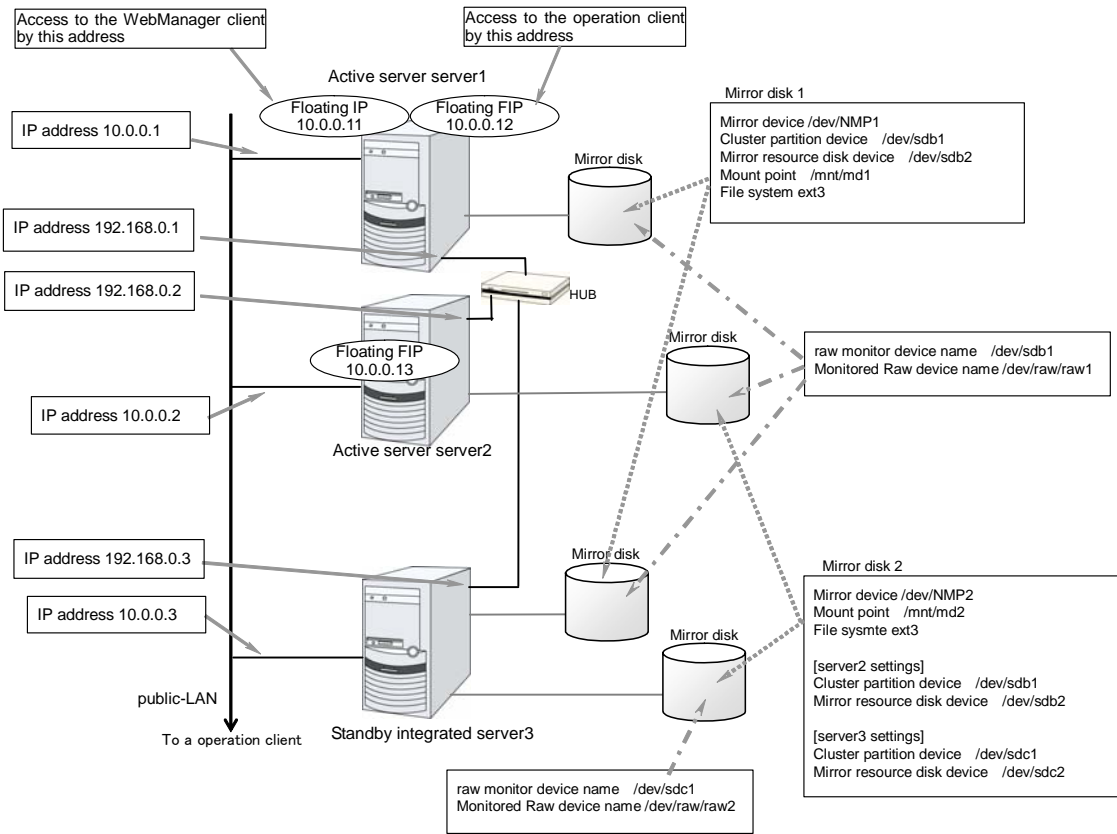 Access to the WebManager client
by this address
Access to the operation client
by this address
Active server server1
Floating IP
10.0.0.11
Floating FIP
10.0.0.12
Mirror disk 1
Mirror device /dev/NMP1
Cluster partition device /dev/sdb1
Mirror resource disk device /dev/sdb2
Mount point /mnt/md1
File system ext3
IP address 10.0.0.1
Mirror disk
IP address 192.168.0.1
IP address 192.168.0.2
HUB
Floating FIP
10.0.0.13
Mirror disk
raw monitor device name /dev/sdb1
Monitored Raw device name /dev/raw/raw1
IP address 10.0.0.2
Active server server2
IP address 192.168.0.3
Mirror disk
IP address 10.0.0.3
Mirror disk
Mirror disk 2
Mirror device /dev/NMP2
Mount point /mnt/md2
File sysmte ext3
[server2 settings]
Cluster partition device /dev/sdb1
Mirror resource disk device /dev/sdb2
[server3 settings]
Cluster partition device /dev/sdc1
Mirror resource disk device /dev/sdc2
public-LAN
To a operation client
Standby integrated server3
raw monitor device name /dev/sdc1
Monitored Raw device name /dev/raw/raw2